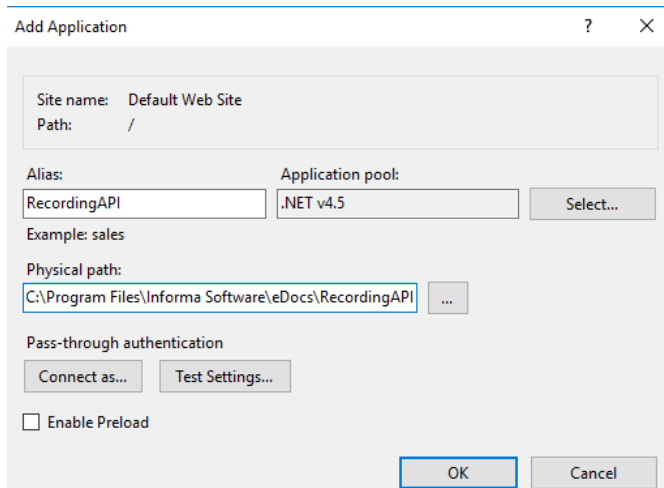 Add Application
?
Site name: Default Web Site
Path: /
Alias: Application pool:
RecordingAPI .NET v4.5 Select...
Example: sales
Physical path:
C:\Program Files\Informa Software\eDocs\RecordingAPI ...
Pass-through authentication
Connect as... Test Settings...
Enable Preload
OK Cancel